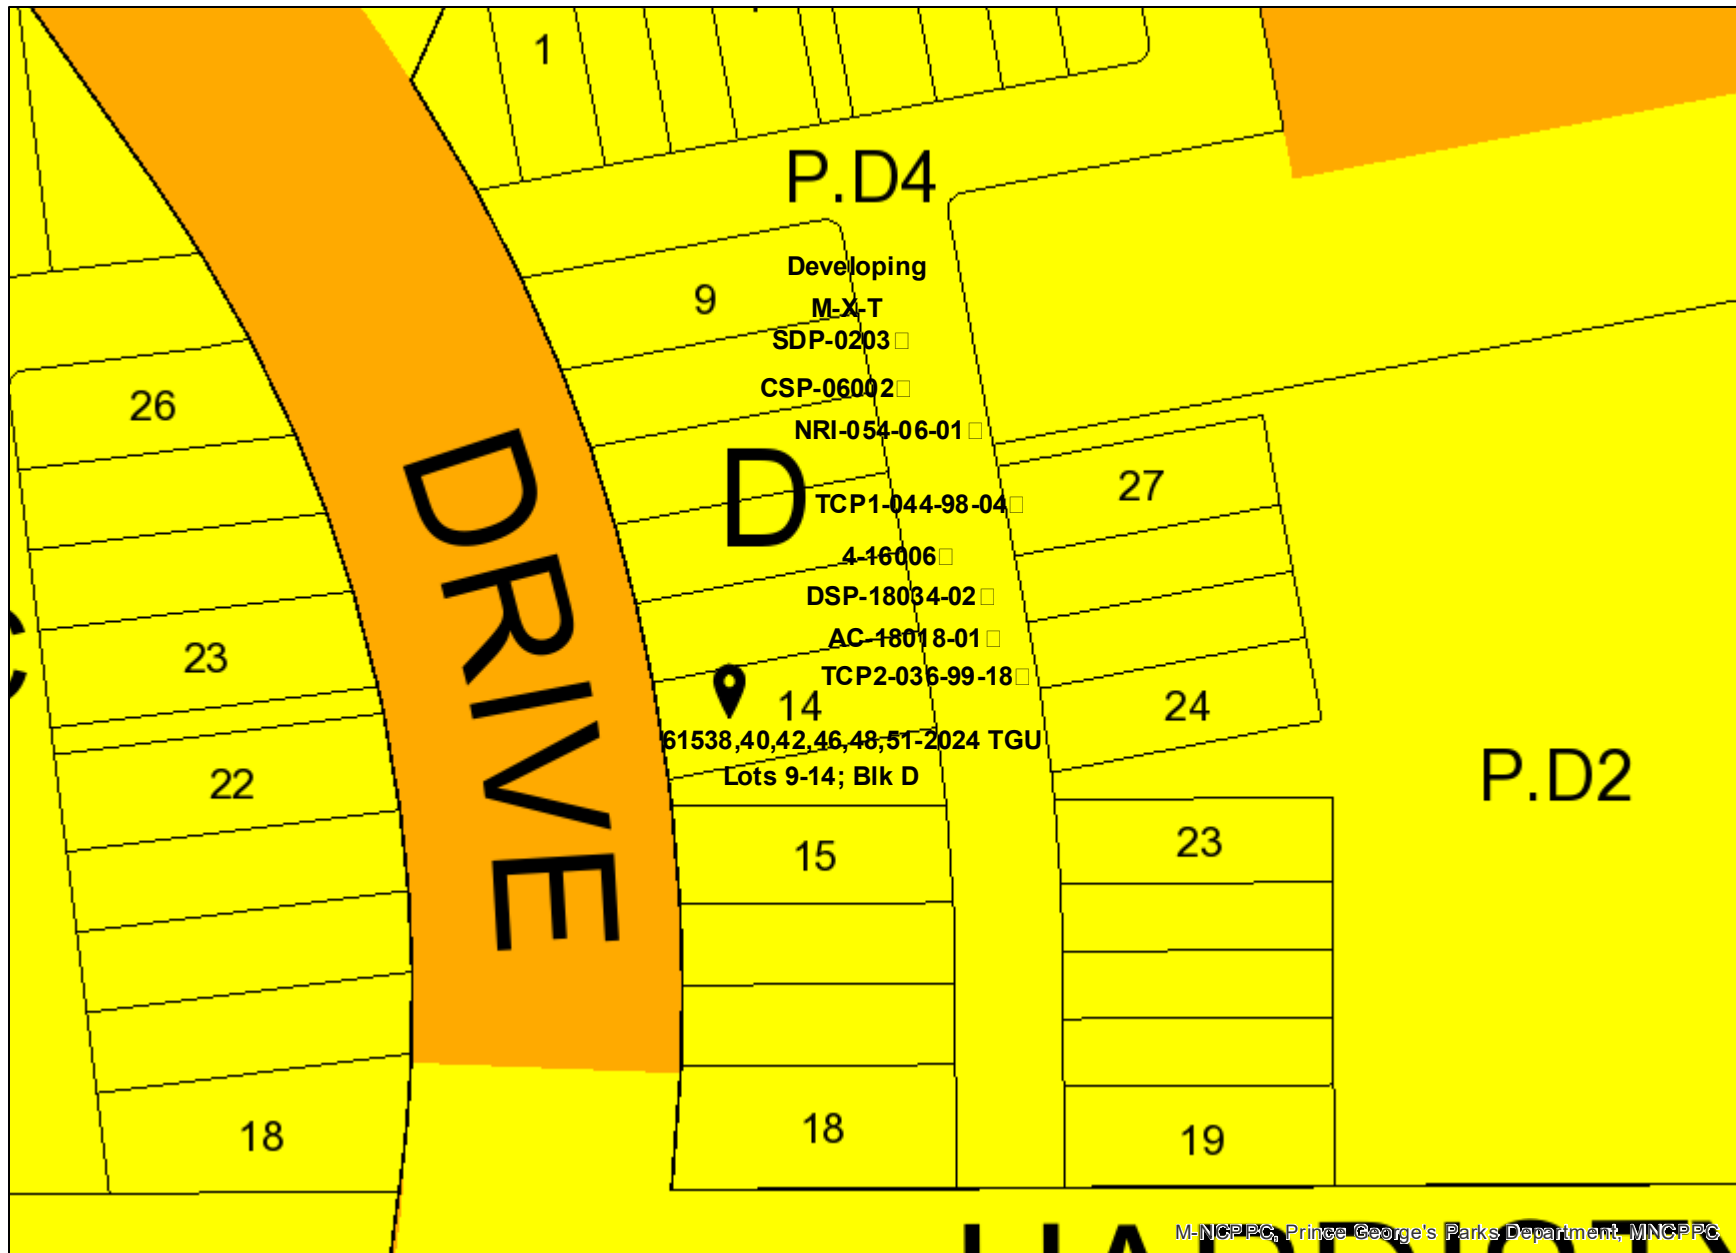 1
P.D4
Developing
9
M-X-T
SDP-0203
CSP-06002
26
NRI-054-06-01
D
27
TCP1-044-98-04
4-16006
DSP-18034-02
DRIVE
AC-18018-01
23
TCP2-036-99-18
14
24
61538,40,42,46,48,51-2024 TGU
Lots 9-14; Blk D
22
P.D2
15
23
18
18
19
M-NCPPC, Prince George's Parks Department, MNCPPC